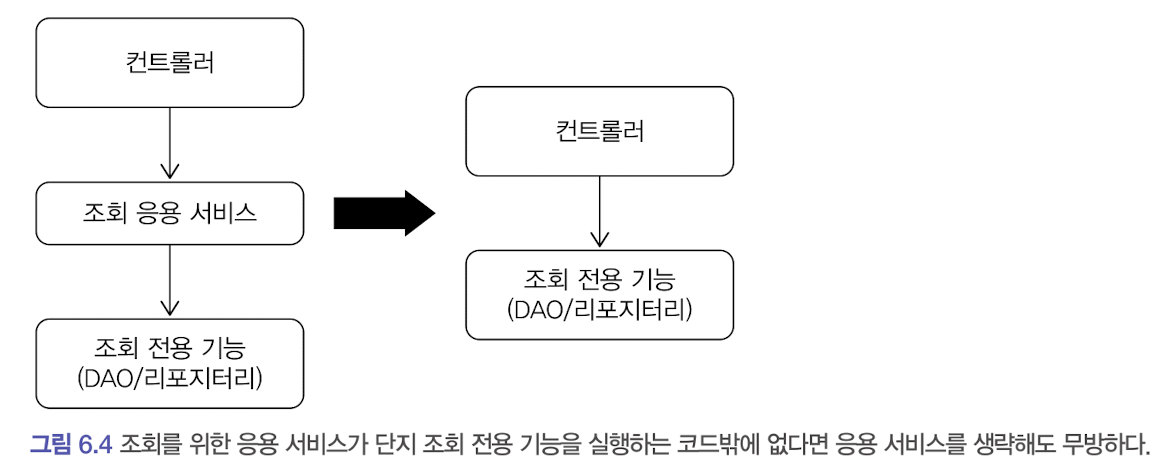 컨트롤러
조회 응용 서비스
조회 전용 기능
(DAO/리포지터리)
컨트롤러
조회 전용 기능
(DAO/리포지터리)
그림 6.4 조회를 위한 응용 서비스가 단지 조회 전용 기능을 실행하는 코드밖에 없다면 응용 서비스를 생략해도 무방하다.